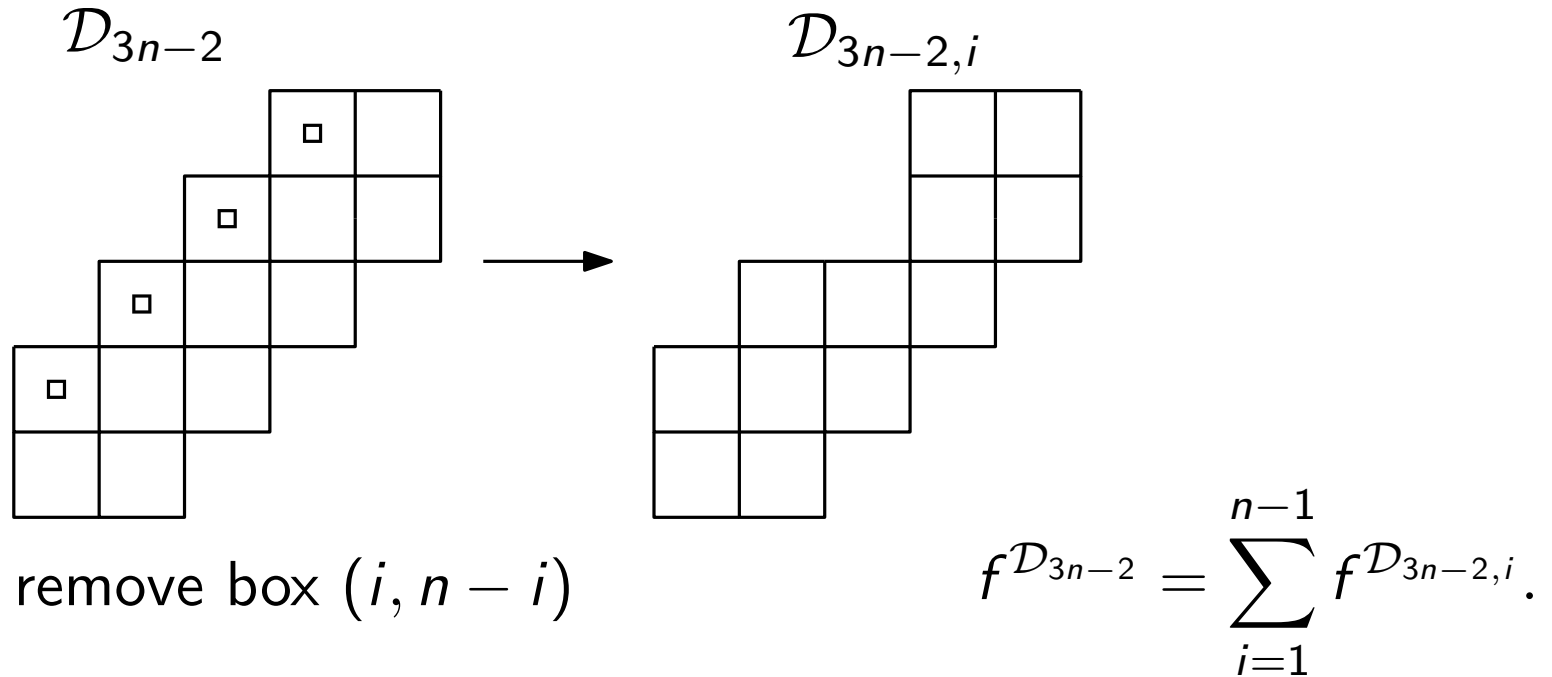 𝒟_{3n−2}
𝒟_{3n−2,i}
remove box (i, n − i)
f^{𝒟_{3n−2}} = \sum_{i=1}^{n−1} f^{𝒟_{3n−2,i}}.